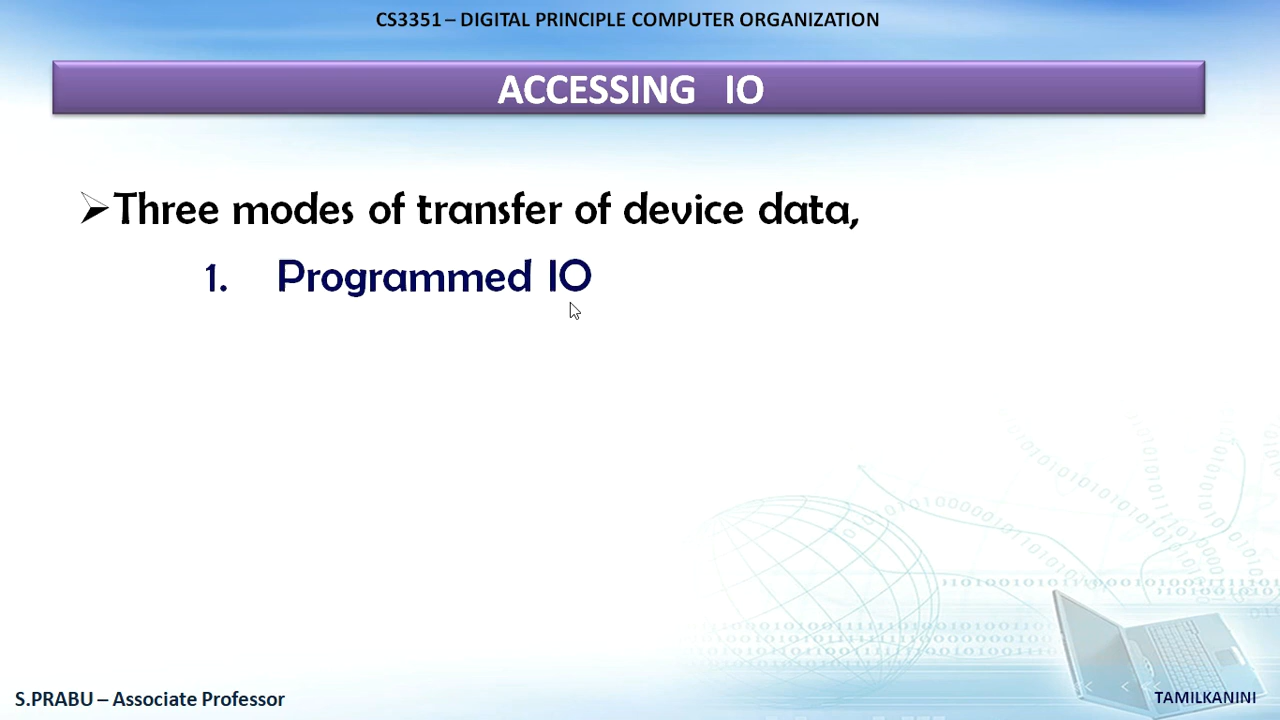 CS3351 – DIGITAL PRINCIPLE COMPUTER ORGANIZATION
ACCESSING IO
➢Three modes of transfer of device data,
1. Programmed IO
S.PRABU – Associate Professor
TAMILKANINI